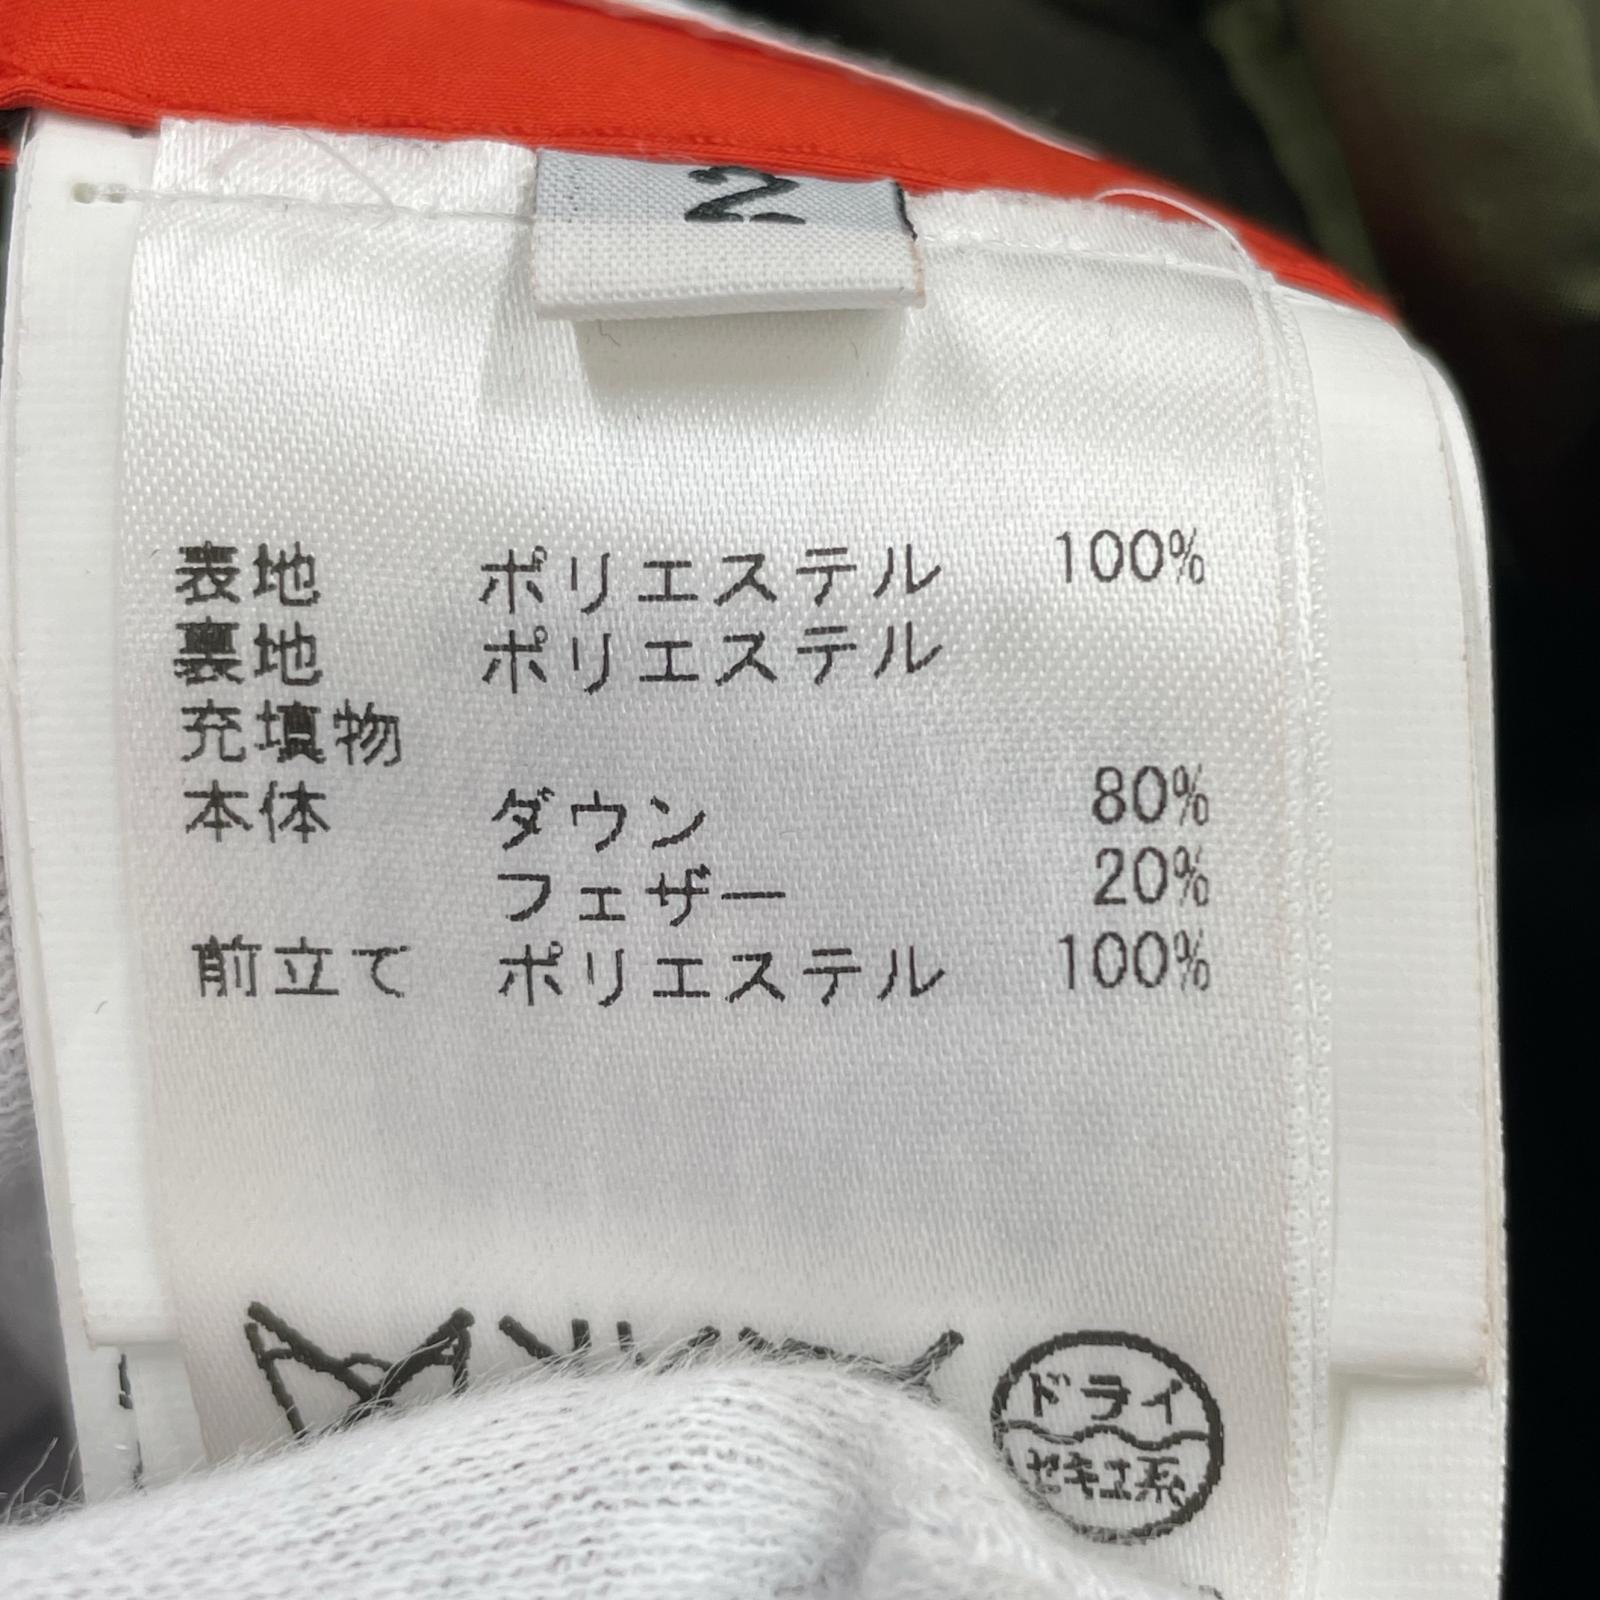 2
表地 ポリエステル 100%
裏地 ポリエステル
充填物
本体 ダウン 80%
フェザー 20%
前立て ポリエステル 100%
ドライ
セキユ系